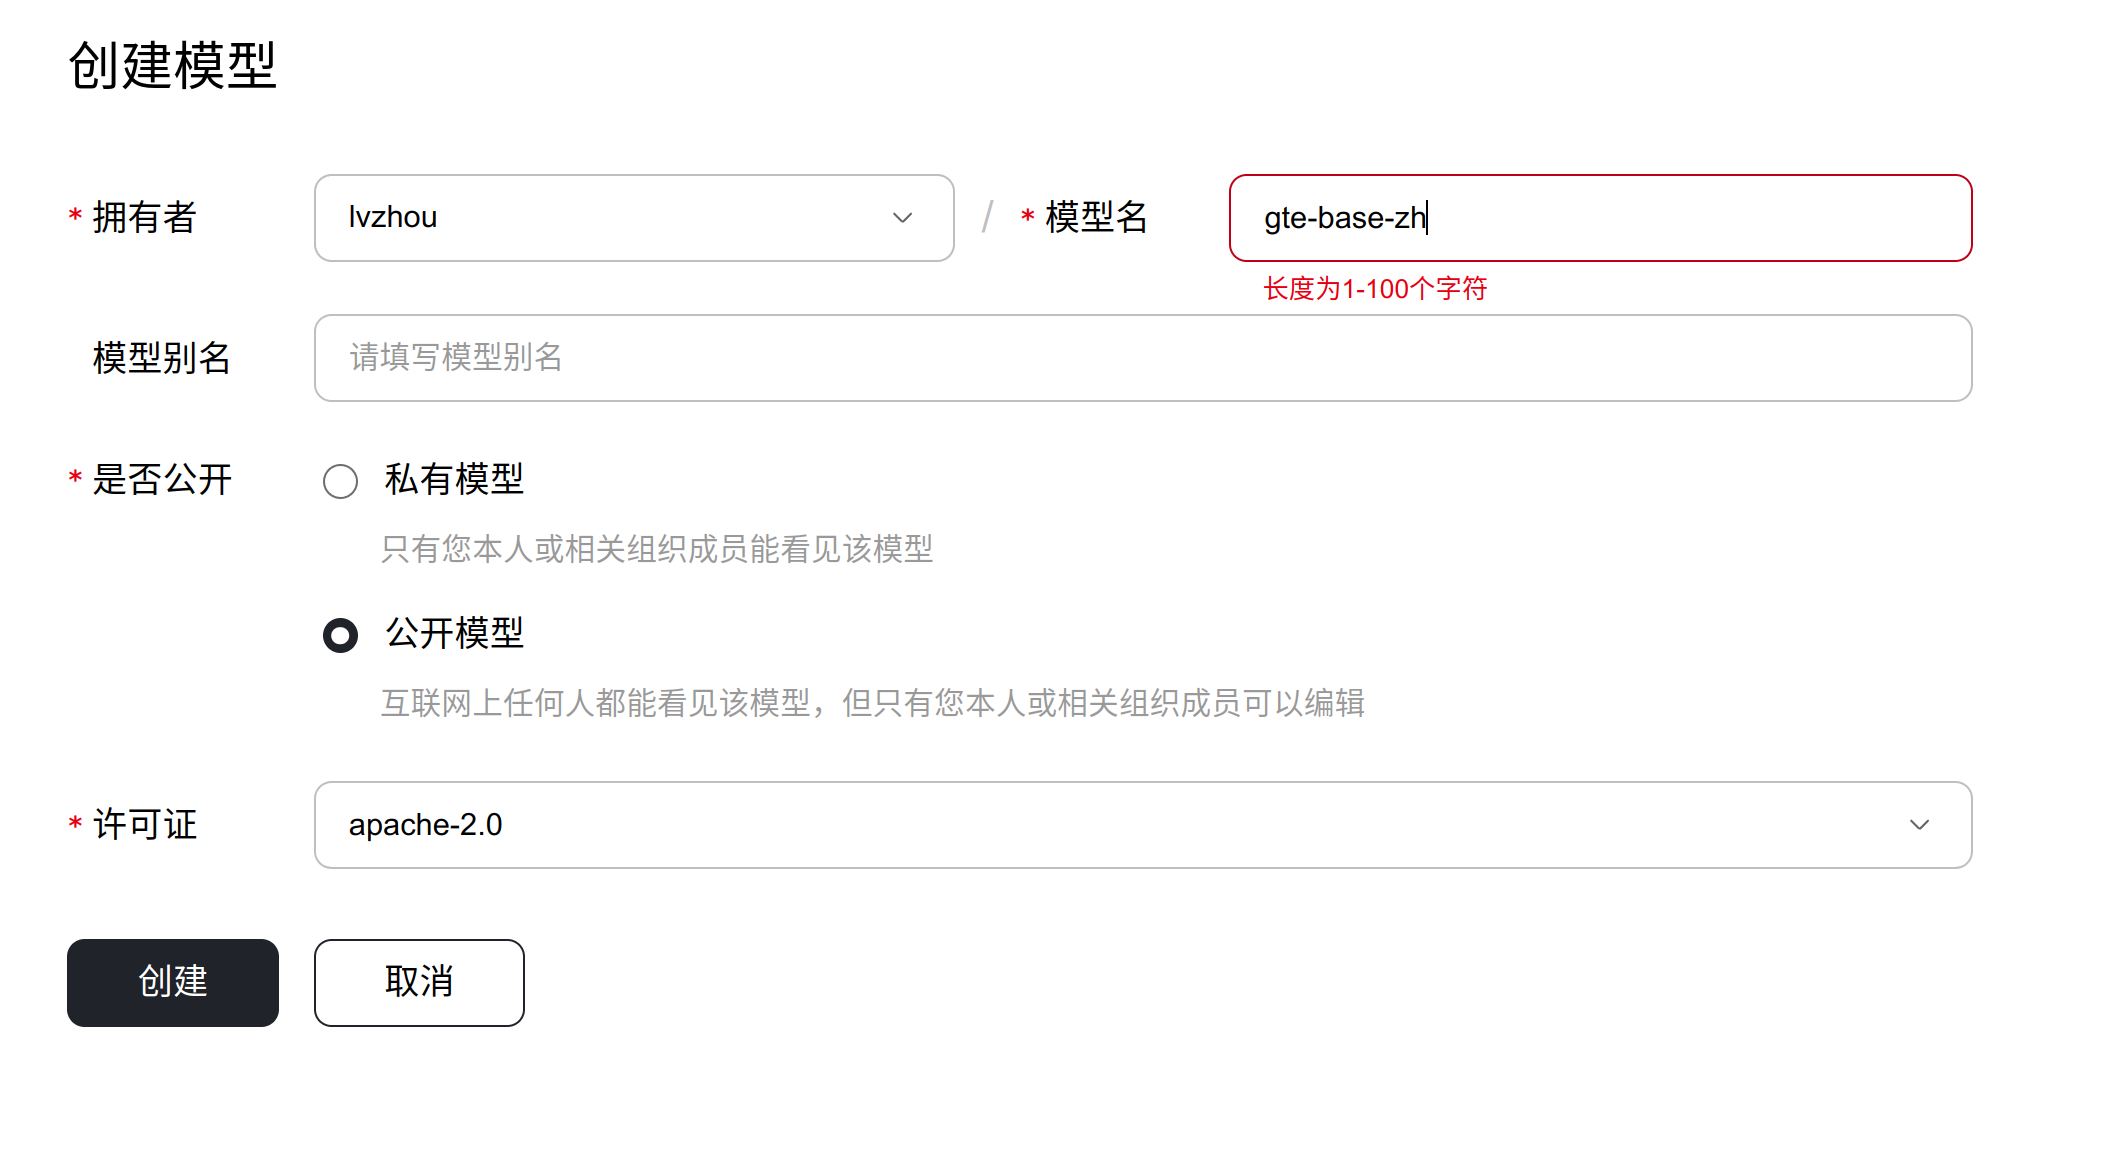 创建模型
* 拥有者 lvzhou / * 模型名 gte-base-zh
长度为1-100个字符
模型别名 请填写模型别名
* 是否公开 私有模型
只有您本人或相关组织成员能看见该模型
公开模型
互联网上任何人都能看见该模型，但只有您本人或相关组织成员可以编辑
* 许可证 apache-2.0
创建 取消